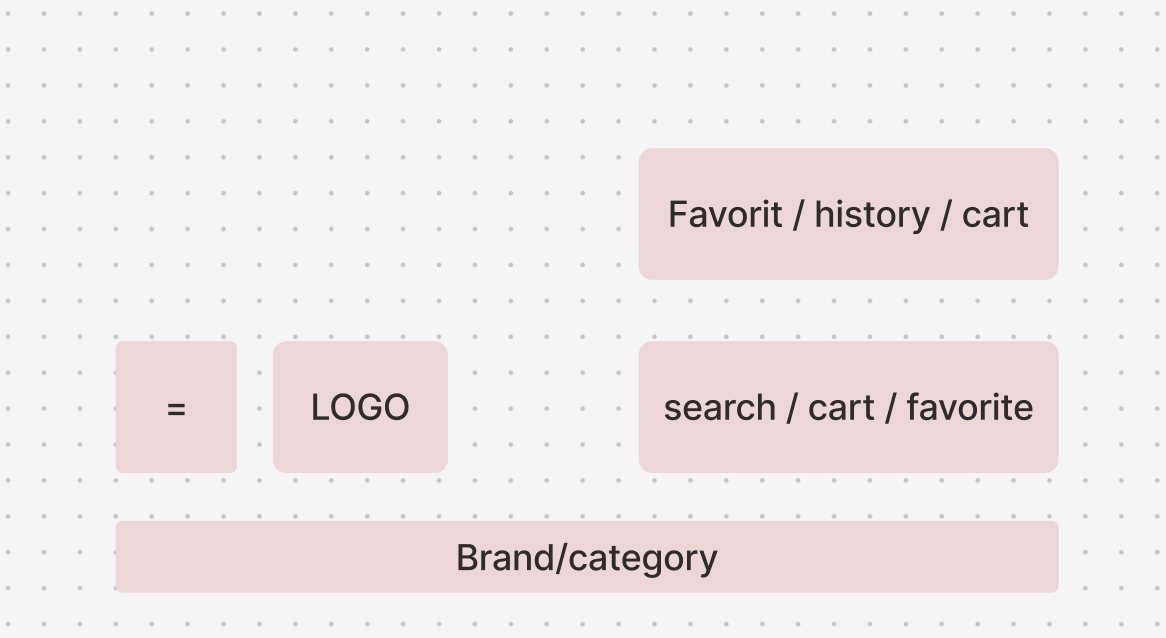 Favorit / history / cart
=
LOGO
search / cart / favorite
Brand/category